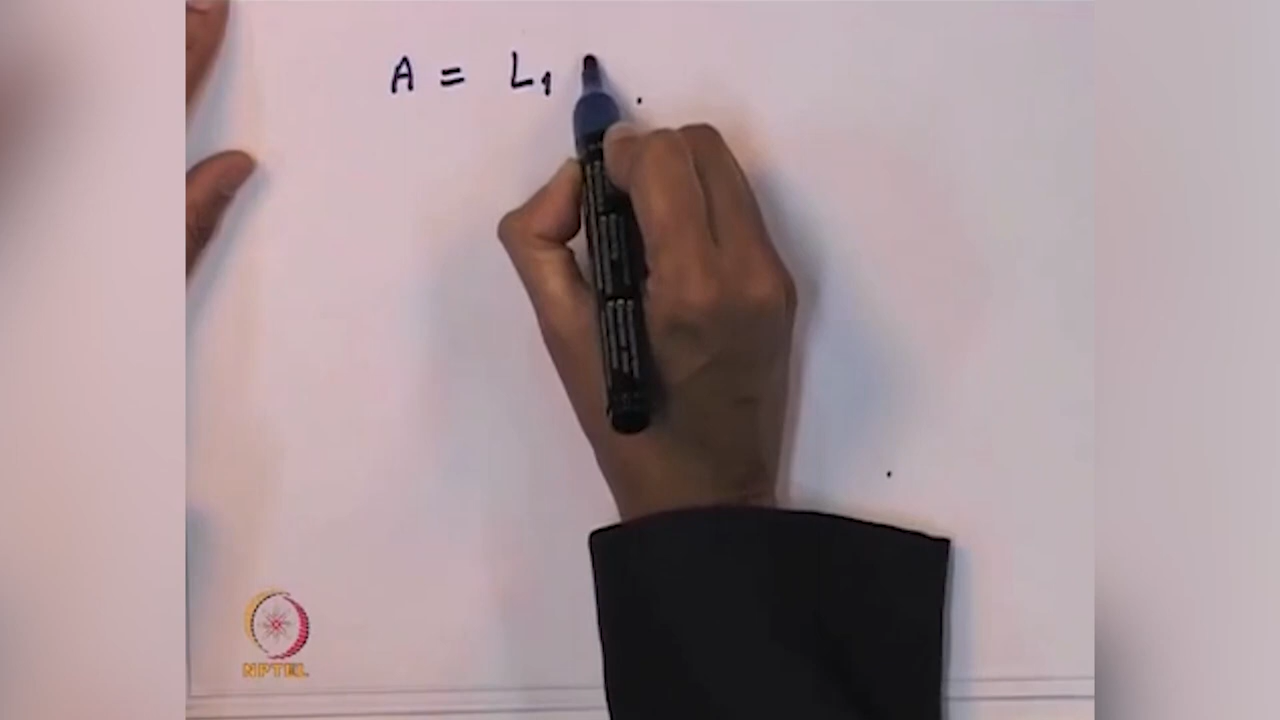 A = L₁
NPTEL